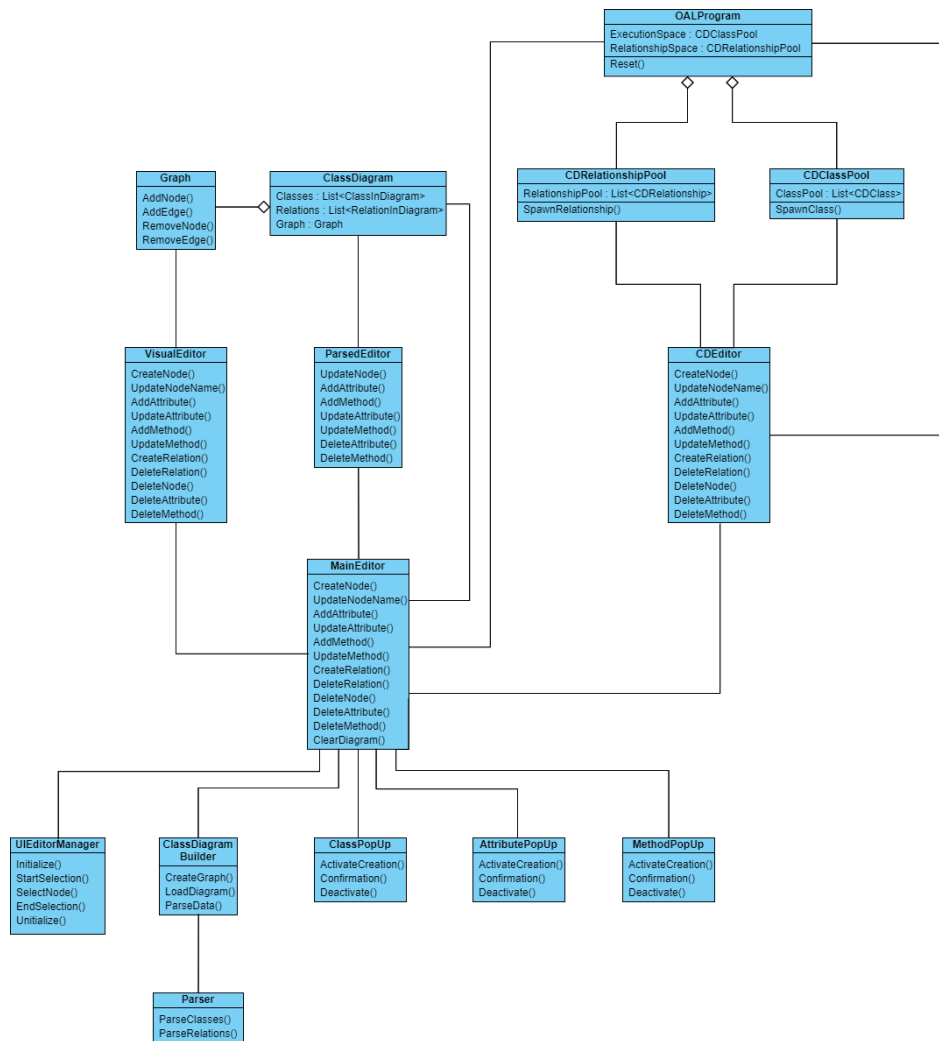 OALProgram
ExecutionSpace : CDClassPool
RelationshipSpace : CDRelationshipPool
Reset()
CDRelationshipPool
RelationshipPool : List<CDRelationship>
SpawnRelationship()
CDClassPool
ClassPool : List<CDClass>
SpawnClass()
Graph
AddNode()
AddEdge()
RemoveNode()
RemoveEdge()
ClassDiagram
Classes : List<ClassInDiagram>
Relations : List<RelationInDiagram>
Graph : Graph
VisualEditor
CreateNode()
UpdateNodeName()
AddAttribute()
UpdateAttribute()
AddMethod()
UpdateMethod()
CreateRelation()
DeleteRelation()
DeleteNode()
DeleteAttribute()
DeleteMethod()
ParsedEditor
UpdateNode()
AddAttribute()
AddMethod()
UpdateAttribute()
UpdateMethod()
DeleteAttribute()
DeleteMethod()
CDEditor
CreateNode()
UpdateNodeName()
AddAttribute()
UpdateAttribute()
AddMethod()
UpdateMethod()
CreateRelation()
DeleteRelation()
DeleteNode()
DeleteAttribute()
DeleteMethod()
MainEditor
CreateNode()
UpdateNodeName()
AddAttribute()
UpdateAttribute()
AddMethod()
UpdateMethod()
CreateRelation()
DeleteRelation()
DeleteNode()
DeleteAttribute()
DeleteMethod()
ClearDiagram()
UIEditorManager
Initialize()
StartSelection()
SelectNode()
EndSelection()
Unitialize()
ClassDiagram
Builder
CreateGraph()
LoadDiagram()
ParseData()
ClassPopUp
ActivateCreation()
Confirmation()
Deactivate()
AttributePopUp
ActivateCreation()
Confirmation()
Deactivate()
MethodPopUp
ActivateCreation()
Confirmation()
Deactivate()
Parser
ParseClasses()
ParseRelations()